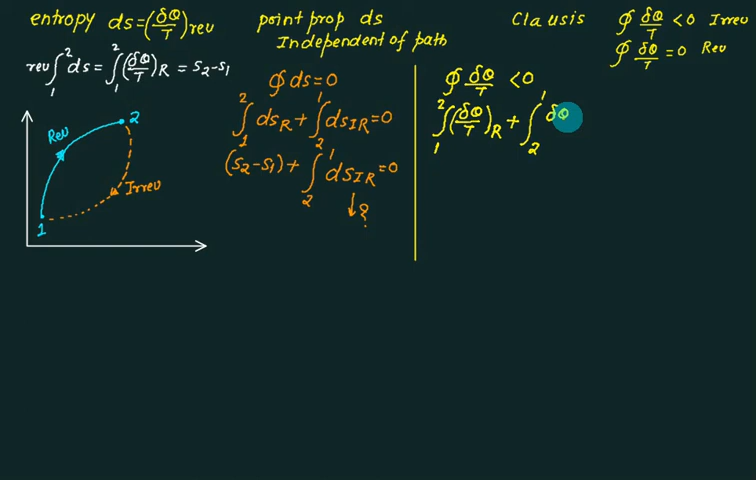 entropy ds=(δQ/T)rev
point prop ds
Independent of path
Clausis
∮ δQ/T <0 Irrev
∮ δQ/T =0 Rev
rev∫₁² ds = ∫₁² (δQ/T)R = S2-S1
Rev
2
Irrev
1
∮ ds=0
∫₁² dsR + ∫₂¹ dsIR=0
(S2-S1)+ ∫₂¹ dsIR=0
↓?
∮ δQ/T <0
∫₁² (δQ/T)R + ∫₂¹ δQ